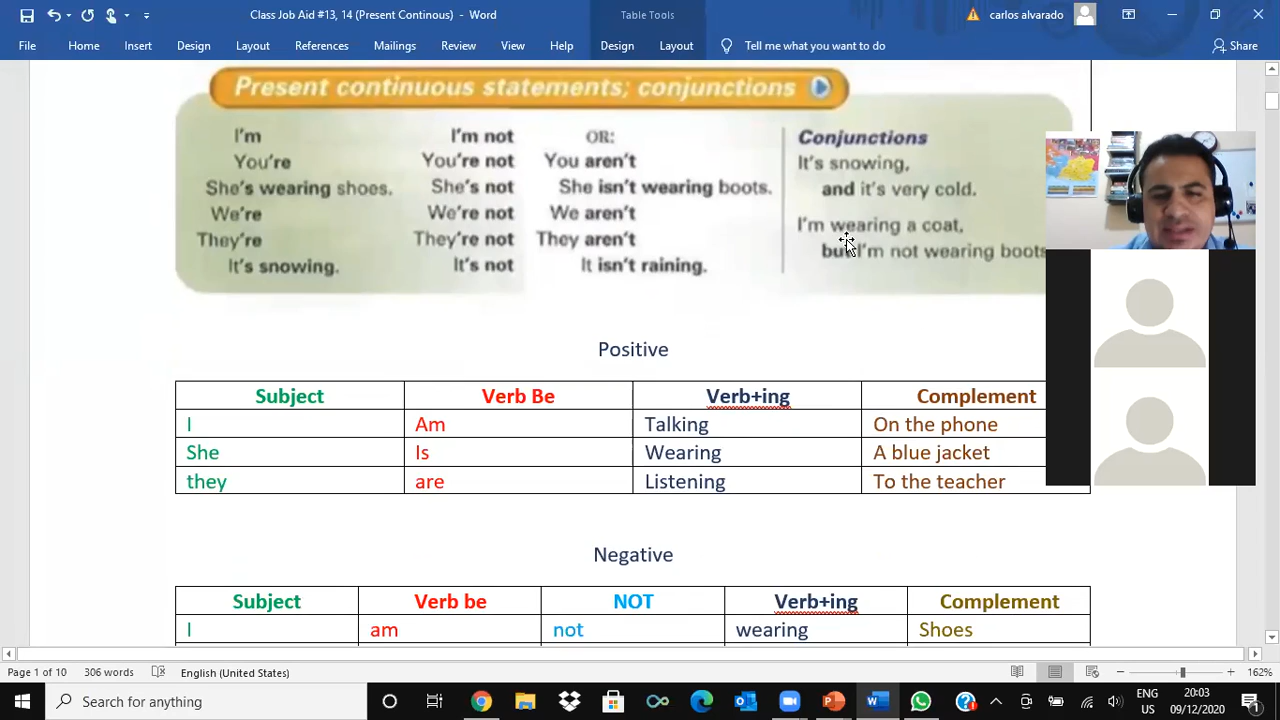 Class Job Aid #13, 14 (Present Continous) - Word
Table Tools
carlos alvarado
File Home Insert Design Layout References Mailings Review View Help Design Layout Tell me what you want to do Share
Present continuous statements; conjunctions
I'm I'm not OR: Conjunctions
You're You're not You aren't It's snowing,
She's wearing shoes. She's not She isn't wearing boots. and it's very cold.
We're We're not We aren't I'm wearing a coat,
They're They're not They aren't but I'm not wearing boots
It's snowing. It's not It isn't raining.
Positive
Subject Verb Be Verb+ing Complement
I Am Talking On the phone
She Is Wearing A blue jacket
they are Listening To the teacher
Negative
Subject Verb be NOT Verb+ing Complement
I am not wearing Shoes
Page 1 of 10 306 words English (United States) 162%
Search for anything
ENG 20:03
US 09/12/2020